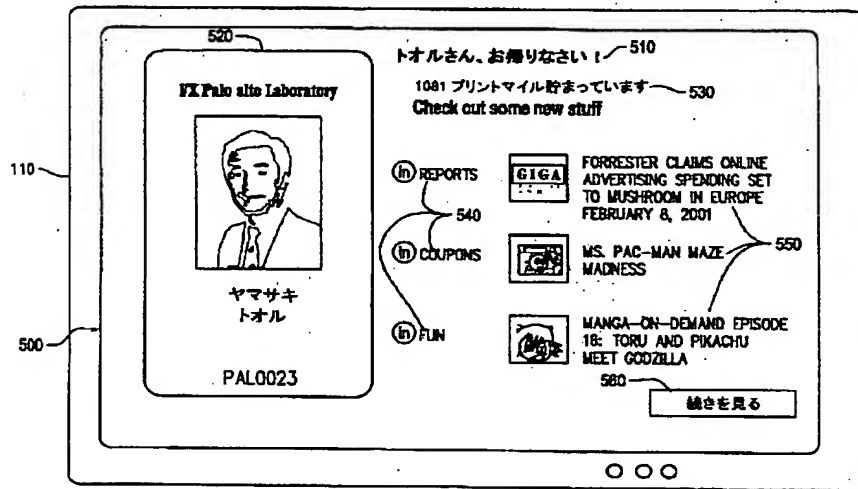 520
トオルさん、お帰りなさい! 510
FX Palo alto Laboratory
1081 プリントマイル貯まっています 530
Check out some new stuff
110
in REPORTS
540
in COUPONS
in FUN
GIGA
FORRESTER CLAIMS ONLINE
ADVERTISING SPENDING SET
TO MUSHROOM IN EUROPE
FEBRUARY 8, 2001
550
MS. PAC-MAN MAZE
MADNESS
MANGA-ON-DEMAND EPISODE
18: TORU AND PIKACHU
MEET GODZILLA
ヤマサキ
トオル
500
PAL0023
560
続きを見る